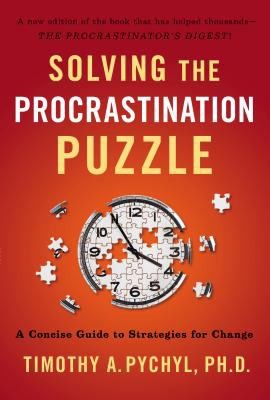 A new edition of the book that has helped thousands—
THE PROCRASTINATOR'S DIGEST!
SOLVING THE
PROCRASTINATION
PUZZLE
A Concise Guide to Strategies for Change
TIMOTHY A. PYCHYL, PH.D.